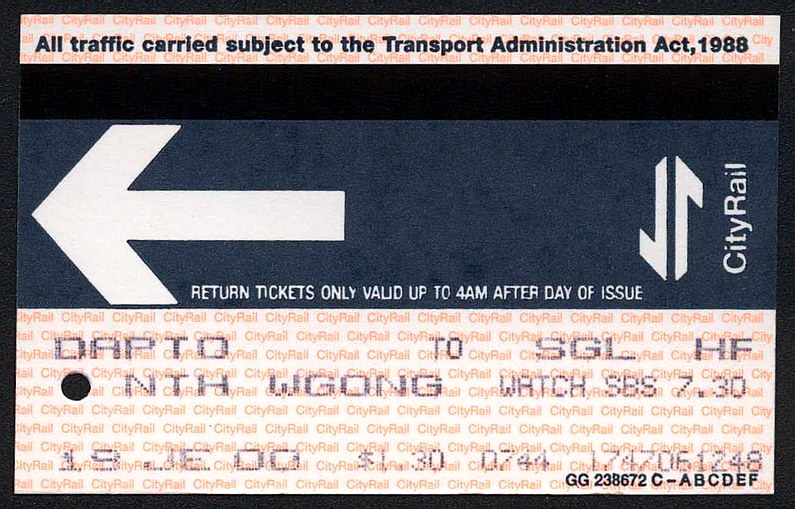 All traffic carried subject to the Transport Administration Act,1988
CityRail
RETURN TICKETS ONLY VALID UP TO 4AM AFTER DAY OF ISSUE
DAPTO TO SGL HF
NTH WGONG WATCH SBS 7.30
19 JE 00 $1.30 0744 1747061248
GG 238672 C-ABCDEF